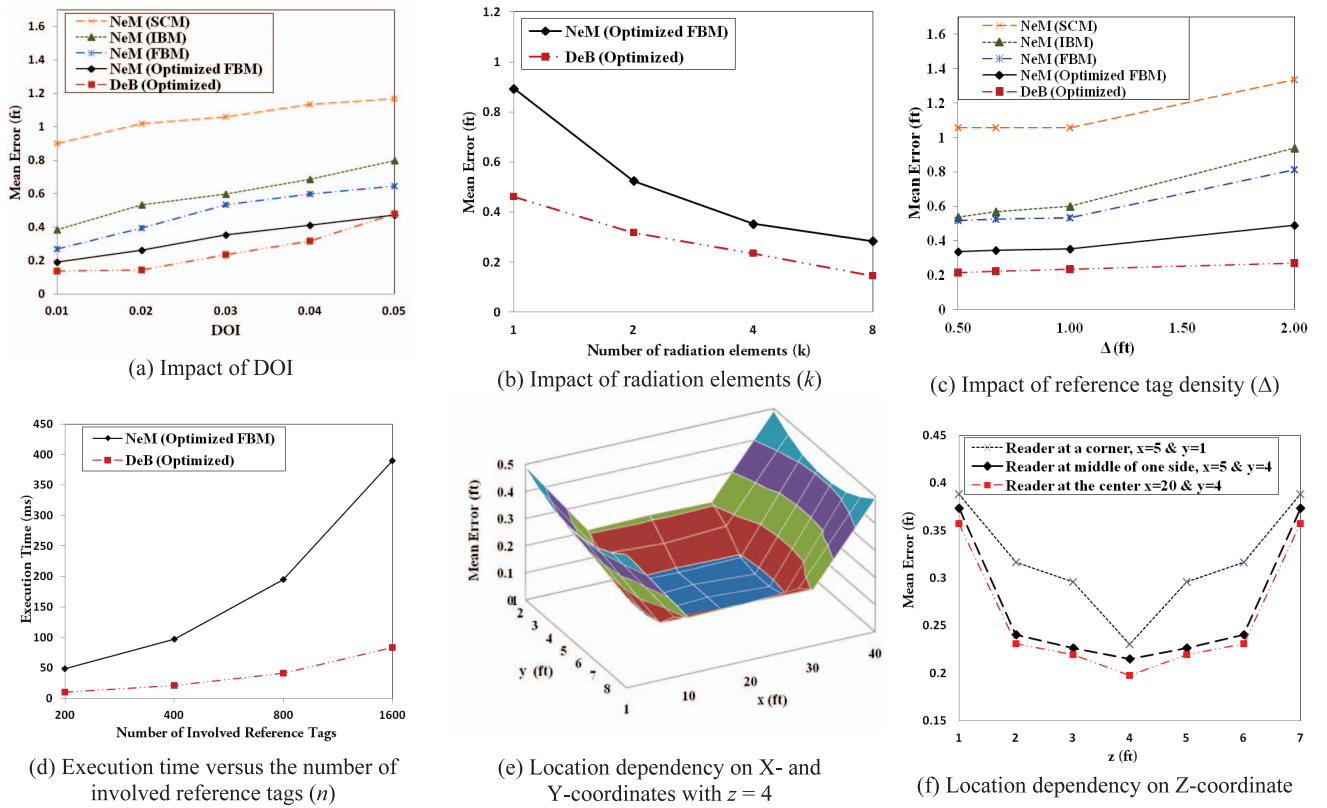 NeM (SCM)
NeM (IBM)
NeM (FBM)
NeM (Optimized FBM)
DeB (Optimized)
Mean Error (ft)
1.6
1.4
1.2
1
0.8
0.6
0.4
0.2
0
0.01 0.02 0.03 0.04 0.05
DOI
(a) Impact of DOI
NeM (Optimized FBM)
DeB (Optimized)
Mean Error (ft)
1.2
1
0.8
0.6
0.4
0.2
0
1 2 4 8
Number of radiation elements (k)
(b) Impact of radiation elements (k)
NeM (SCM)
NeM (IBM)
NeM (FBM)
NeM (Optimized FBM)
DeB (Optimized)
Mean Error (ft)
1.6
1.4
1.2
1
0.8
0.6
0.4
0.2
0
0.50 1.00 1.50 2.00
Δ (ft)
(c) Impact of reference tag density (Δ)
NeM (Optimized FBM)
DeB (Optimized)
Execution Time (ms)
450
400
350
300
250
200
150
100
50
0
200 400 800 1600
Number of Involved Reference Tags
(d) Execution time versus the number of
involved reference tags (n)
Mean Error (ft)
0.5
0.4
0.3
0.2
0.1
0
1
2
3
4
5
6
7
8
y (ft)
1
10
20
30
40
x (ft)
(e) Location dependency on X- and
Y-coordinates with z = 4
Reader at a corner, x=5 & y=1
Reader at middle of one side, x=5 & y=4
Reader at the center x=20 & y=4
Mean Error (ft)
0.45
0.4
0.35
0.3
0.25
0.2
0.15
1 2 3 4 5 6 7
z (ft)
(f) Location dependency on Z-coordinate